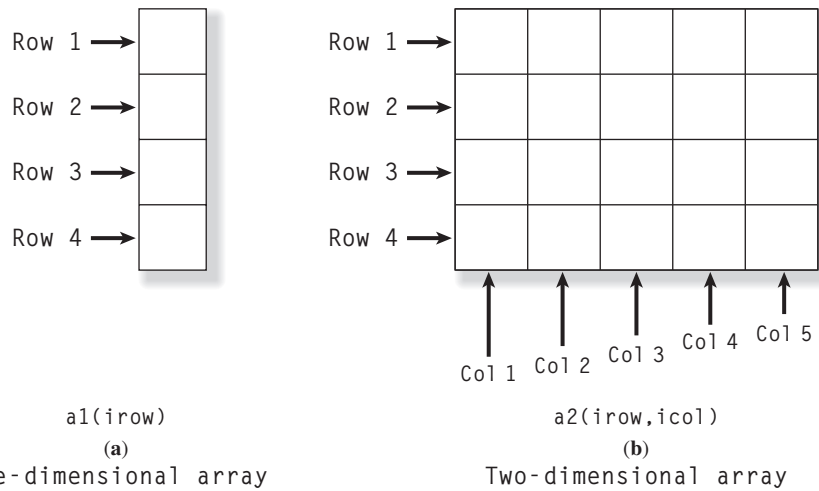 Row 1
Row 2
Row 3
Row 4
a1(irow)
(a)
e-dimensional array
Row 1
Row 2
Row 3
Row 4
Col 1
Col 2
Col 3
Col 4
Col 5
a2(irow,icol)
(b)
Two-dimensional array